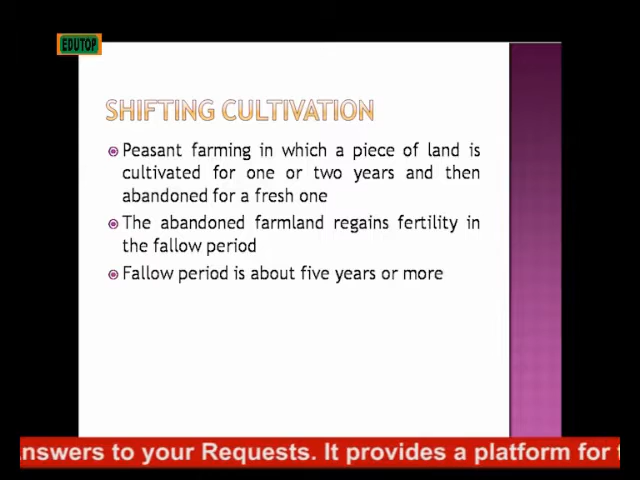 EDUTOP
SHIFTING CULTIVATION
Peasant farming in which a piece of land is
cultivated for one or two years and then
abandoned for a fresh one
The abandoned farmland regains fertility in
the fallow period
Fallow period is about five years or more
nswers to your Requests. It provides a platform for